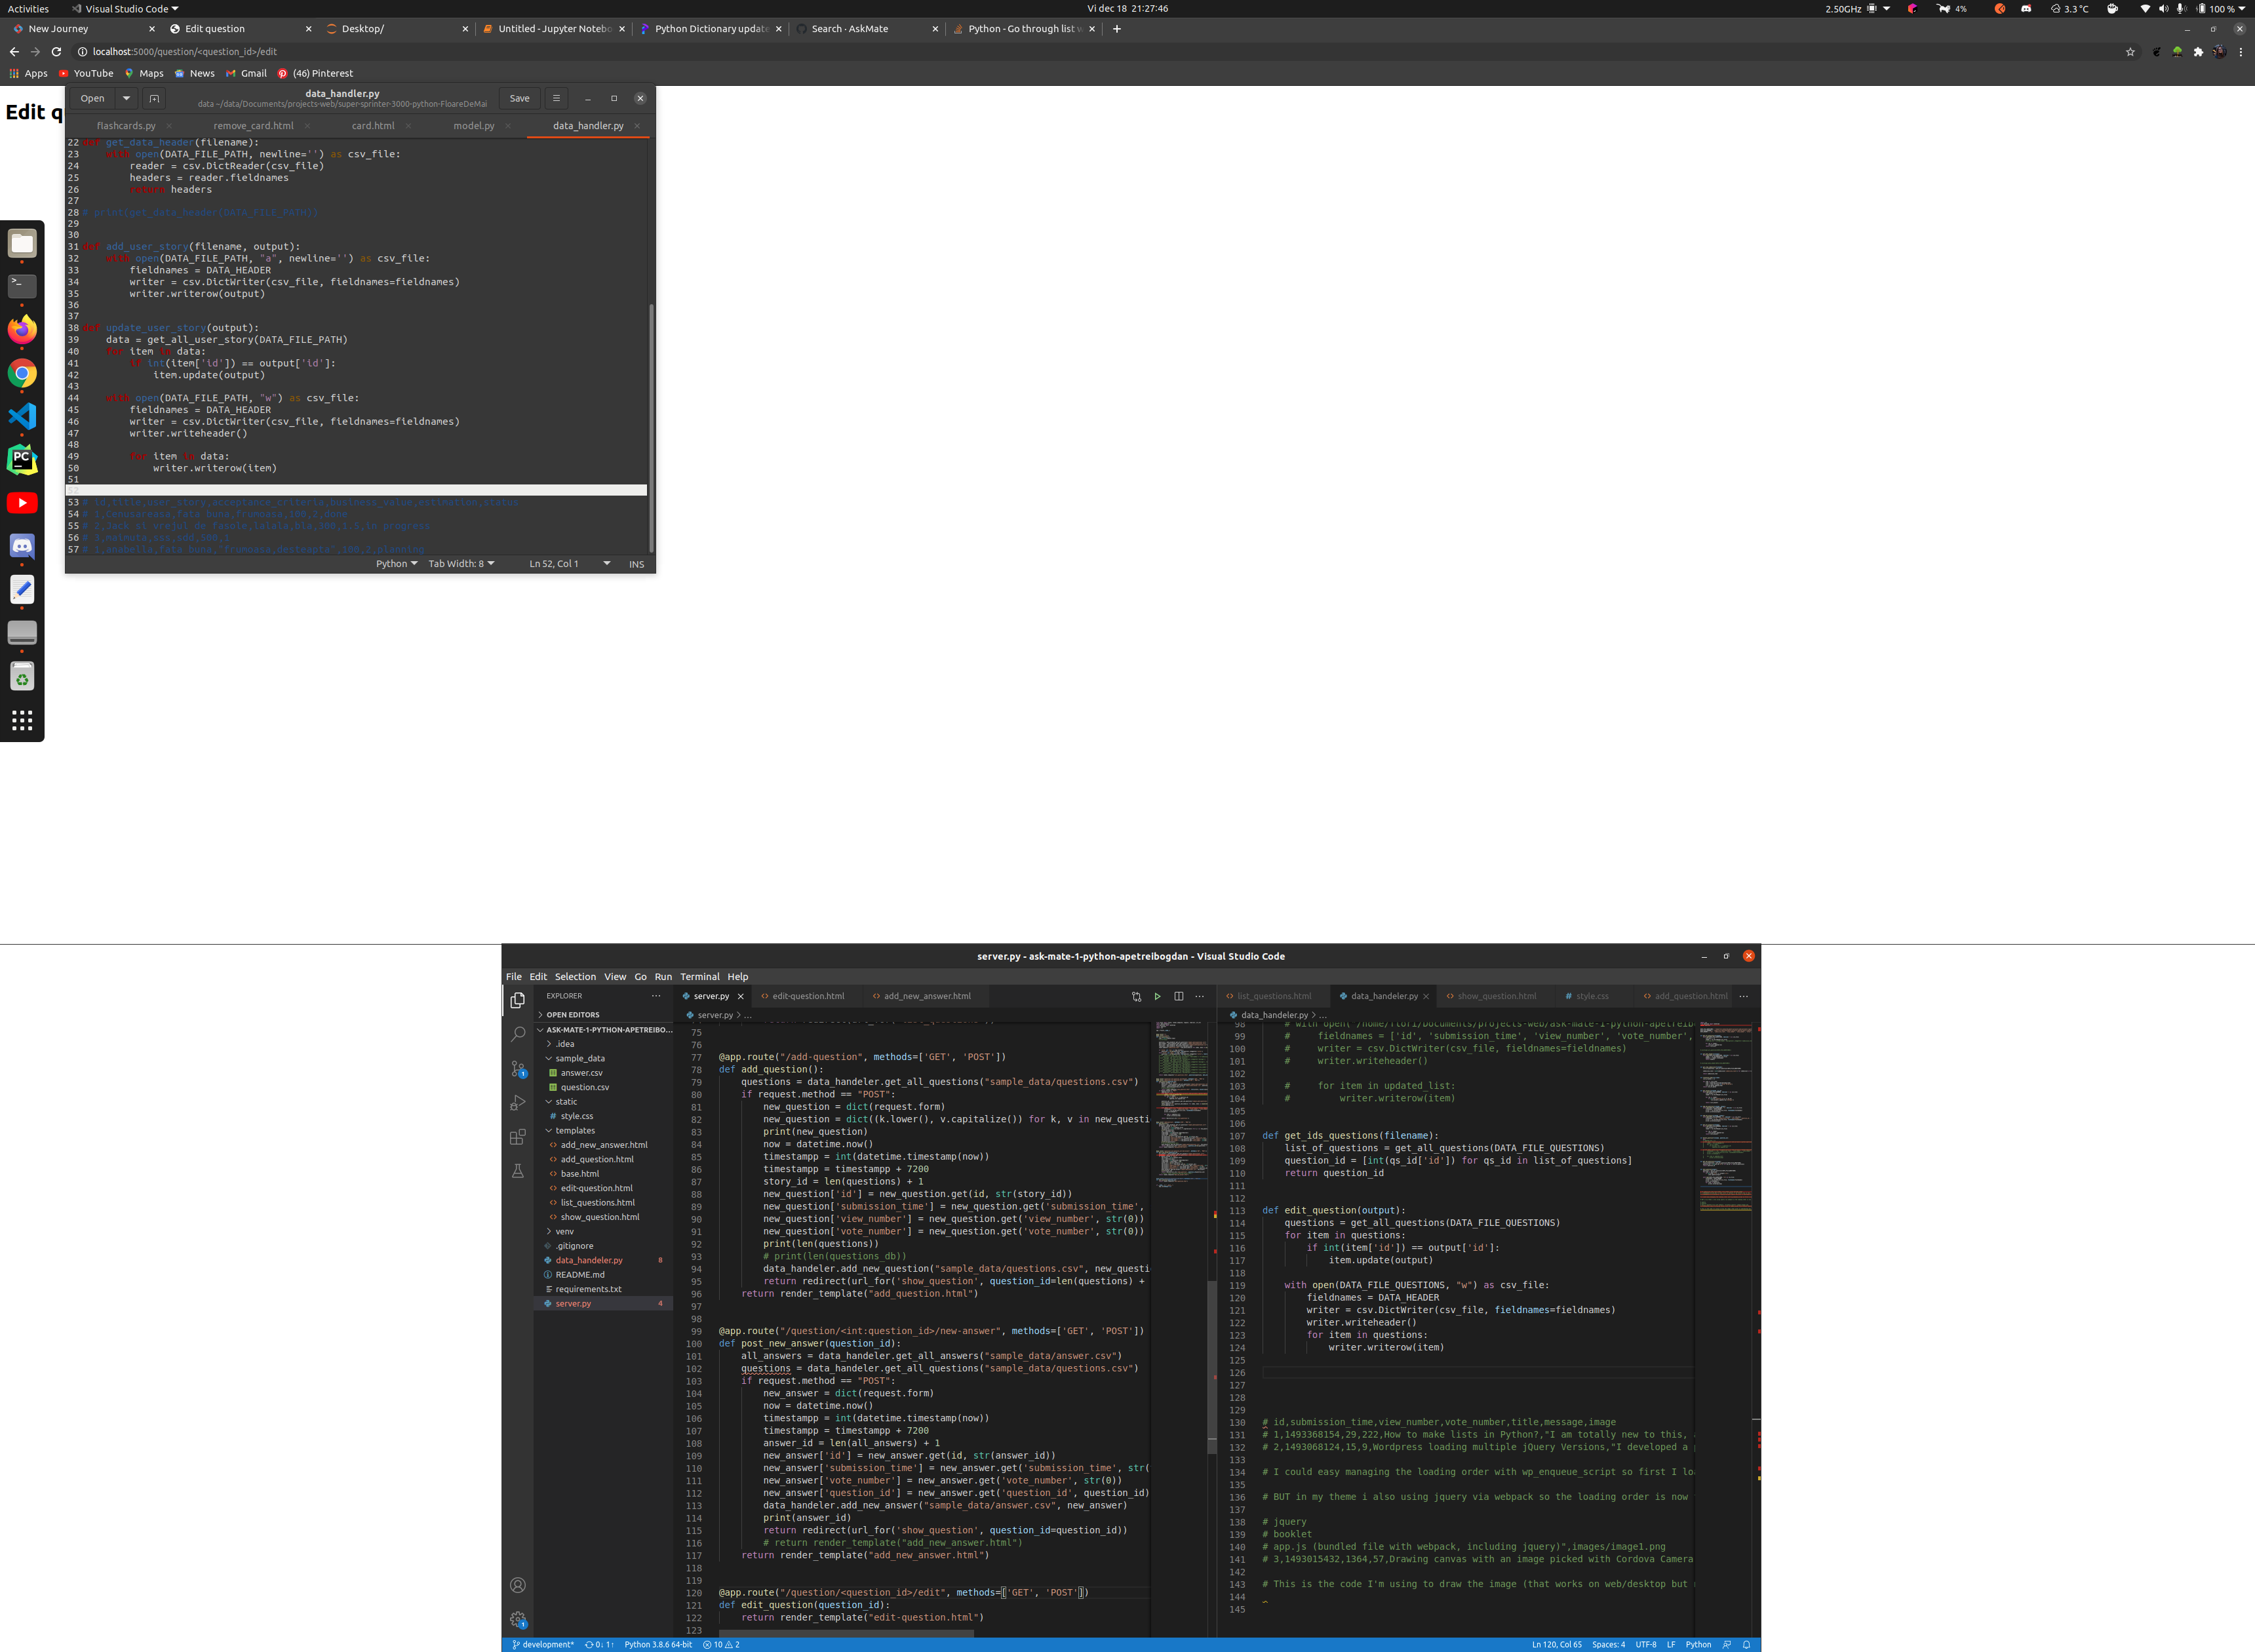 Activities
Visual Studio Code
Vi dec 18 21:27:46
2.50GHz
4%
3.3 °C
100 %
New Journey
Edit question
Desktop/
Untitled - Jupyter Notebo
Python Dictionary update
Search - AskMate
Python - Go through list w
localhost:5000/question/<question_id>/edit
Apps
YouTube
Maps
News
Gmail
(46) Pinterest
Edit q
Open
data_handler.py
data ~/data/Documents/projects-web/super-sprinter-3000-python-FloareDeMai
Save
flashcards.py
remove_card.html
card.html
model.py
data_handler.py
22 def get_data_header(filename):
23     with open(DATA_FILE_PATH, newline='') as csv_file:
24         reader = csv.DictReader(csv_file)
25         headers = reader.fieldnames
26         return headers
27
28 # print(get_data_header(DATA_FILE_PATH))
29
30
31 def add_user_story(filename, output):
32     with open(DATA_FILE_PATH, "a", newline='') as csv_file:
33         fieldnames = DATA_HEADER
34         writer = csv.DictWriter(csv_file, fieldnames=fieldnames)
35         writer.writerow(output)
36
37
38 def update_user_story(output):
39     data = get_all_user_story(DATA_FILE_PATH)
40     for item in data:
41         if int(item['id']) == output['id']:
42             item.update(output)
43
44     with open(DATA_FILE_PATH, "w") as csv_file:
45         fieldnames = DATA_HEADER
46         writer = csv.DictWriter(csv_file, fieldnames=fieldnames)
47         writer.writeheader()
48
49         for item in data:
50             writer.writerow(item)
51
53 # id,title,user_story,acceptance_criteria,business_value,estimation,status
54 # 1,Cenusareasa,fata buna,frumoasa,100,2,done
55 # 2,Jack si vrejul de fasole,lalala,bla,300,1.5,in progress
56 # 3,maimuta,sss,sdd,500,1
57 # 1,anabella,fata buna,"frumoasa,desteapta",100,2,planning
Python
Tab Width: 8
Ln 52, Col 1
INS
server.py - ask-mate-1-python-apetreibogdan - Visual Studio Code
File Edit Selection View Go Run Terminal Help
EXPLORER
OPEN EDITORS
ASK-MATE-1-PYTHON-APETREIBO...
.idea
sample_data
answer.csv
question.csv
static
style.css
templates
add_new_answer.html
add_question.html
base.html
edit-question.html
list_questions.html
show_question.html
venv
.gitignore
data_handeler.py 8
README.md
requirements.txt
server.py 4
server.py
edit-question.html
add_new_answer.html
server.py > ...
75
76
77 @app.route("/add-question", methods=['GET', 'POST'])
78 def add_question():
79     questions = data_handeler.get_all_questions("sample_data/questions.csv")
80     if request.method == "POST":
81         new_question = dict(request.form)
82         new_question = dict((k.lower(), v.capitalize()) for k, v in new_questi
83         print(new_question)
84         now = datetime.now()
85         timestampp = int(datetime.timestamp(now))
86         timestampp = timestampp + 7200
87         story_id = len(questions) + 1
88         new_question['id'] = new_question.get(id, str(story_id))
89         new_question['submission_time'] = new_question.get('submission_time',
90         new_question['view_number'] = new_question.get('view_number', str(0))
91         new_question['vote_number'] = new_question.get('vote_number', str(0))
92         print(len(questions))
93         # print(len(questions_db))
94         data_handeler.add_new_question("sample_data/questions.csv", new_questio
95         return redirect(url_for('show_question', question_id=len(questions) +
96     return render_template("add_question.html")
97
98
99 @app.route("/question/<int:question_id>/new-answer", methods=['GET', 'POST'])
100 def post_new_answer(question_id):
101     all_answers = data_handeler.get_all_answers("sample_data/answer.csv")
102     questions = data_handeler.get_all_questions("sample_data/questions.csv")
103     if request.method == "POST":
104         new_answer = dict(request.form)
105         now = datetime.now()
106         timestampp = int(datetime.timestamp(now))
107         timestampp = timestampp + 7200
108         answer_id = len(all_answers) + 1
109         new_answer['id'] = new_answer.get(id, str(answer_id))
110         new_answer['submission_time'] = new_answer.get('submission_time', str(
111         new_answer['vote_number'] = new_answer.get('vote_number', str(0))
112         new_answer['question_id'] = new_answer.get('question_id', question_id)
113         data_handeler.add_new_answer("sample_data/answer.csv", new_answer)
114         print(answer_id)
115         return redirect(url_for('show_question', question_id=question_id))
116         # return render_template("add_new_answer.html")
117     return render_template("add_new_answer.html")
118
119
120 @app.route("/question/<question_id>/edit", methods=['GET', 'POST'])
121 def edit_question(question_id):
122     return render_template("edit-question.html")
123
list_questions.html
data_handeler.py
show_question.html
style.css
add_question.html
data_handeler.py > ...
98 # with open('/home/flori/Documents/projects-web/ask-mate-1-python-apetreib
99 #     fieldnames = ['id', 'submission_time', 'view_number', 'vote_number',
100 #     writer = csv.DictWriter(csv_file, fieldnames=fieldnames)
101 #     writer.writeheader()
102
103 #     for item in updated_list:
104 #         writer.writerow(item)
105
106
107 def get_ids_questions(filename):
108     list_of_questions = get_all_questions(DATA_FILE_QUESTIONS)
109     question_id = [int(qs_id['id']) for qs_id in list_of_questions]
110     return question_id
111
112
113 def edit_question(output):
114     questions = get_all_questions(DATA_FILE_QUESTIONS)
115     for item in questions:
116         if int(item['id']) == output['id']:
117             item.update(output)
118
119     with open(DATA_FILE_QUESTIONS, "w") as csv_file:
120         fieldnames = DATA_HEADER
121         writer = csv.DictWriter(csv_file, fieldnames=fieldnames)
122         writer.writeheader()
123         for item in questions:
124             writer.writerow(item)
125
126
127
128
129
130 # id,submission_time,view_number,vote_number,title,message,image
131 # 1,1493368154,29,222,How to make lists in Python?,"I am totally new to this,
132 # 2,1493068124,15,9,Wordpress loading multiple jQuery Versions,"I developed a
133
134 # I could easy managing the loading order with wp_enqueue_script so first I lo
135
136 # BUT in my theme i also using jquery via webpack so the loading order is now
137
138 # jquery
139 # booklet
140 # app.js (bundled file with webpack, including jquery)",images/image1.png
141 # 3,1493015432,1364,57,Drawing canvas with an image picked with Cordova Camera
142
143 # This is the code I'm using to draw the image (that works on web/desktop but
144
145
development*
0↓ 1↑
Python 3.8.6 64-bit
10
2
Ln 120, Col 65
Spaces: 4
UTF-8
LF
Python